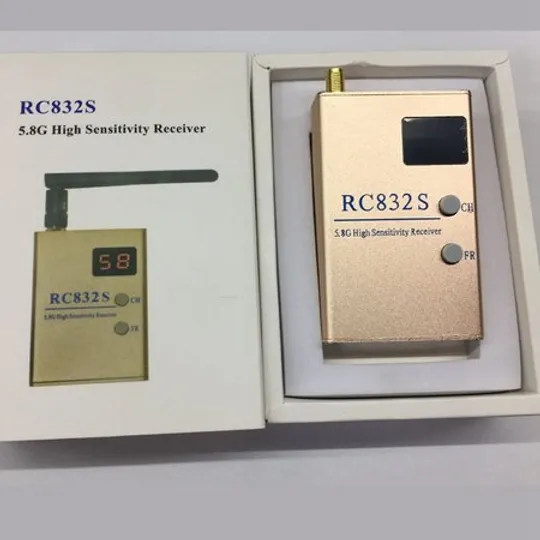 RC832S
5.8G High Sensitivity Receiver
58
RC832S
CH
5.8G High Sensitivity Receiver
FR
RC832S
CH
5.8G High Sensitivity Receiver
FR